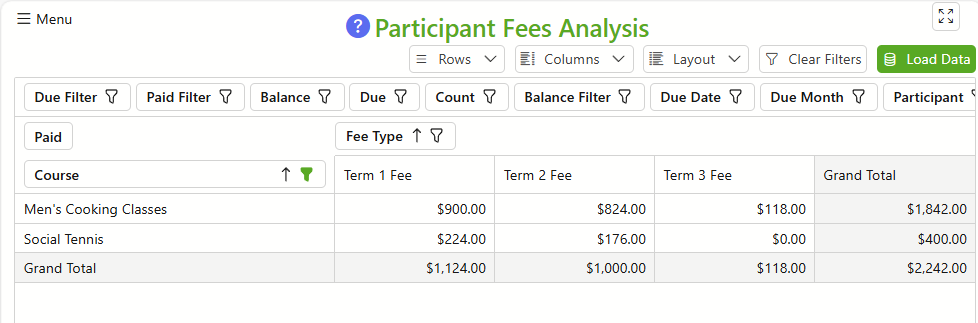 Menu
? Participant Fees Analysis
Rows Columns Layout Clear Filters Load Data
Due Filter Paid Filter Balance Due Count Balance Filter Due Date Due Month Participant
Paid Fee Type
Course Term 1 Fee Term 2 Fee Term 3 Fee Grand Total
Men's Cooking Classes $900.00 $824.00 $118.00 $1,842.00
Social Tennis $224.00 $176.00 $0.00 $400.00
Grand Total $1,124.00 $1,000.00 $118.00 $2,242.00